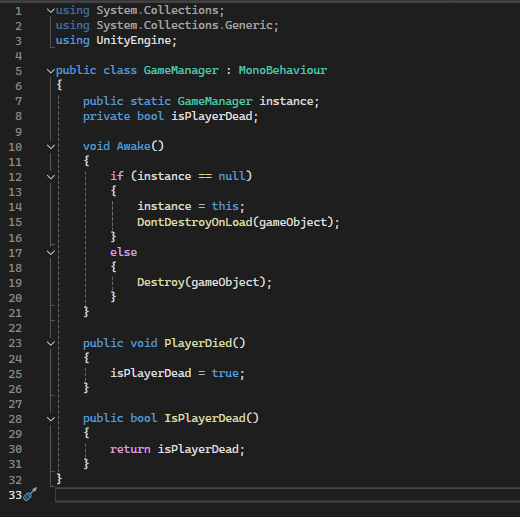 1 using System.Collections;
2 using System.Collections.Generic;
3 using UnityEngine;
4
5 public class GameManager : MonoBehaviour
6 {
7     public static GameManager instance;
8     private bool isPlayerDead;
9
10     void Awake()
11     {
12         if (instance == null)
13         {
14             instance = this;
15             DontDestroyOnLoad(gameObject);
16         }
17         else
18         {
19             Destroy(gameObject);
20         }
21     }
22
23     public void PlayerDied()
24     {
25         isPlayerDead = true;
26     }
27
28     public bool IsPlayerDead()
29     {
30         return isPlayerDead;
31     }
32 }
33